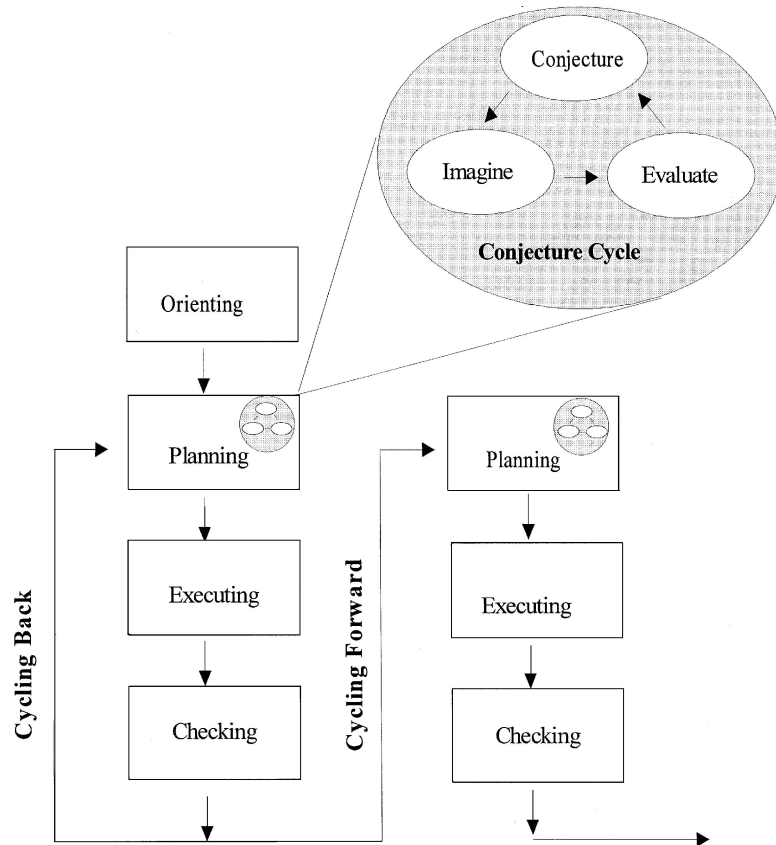 Conjecture
Imagine
Evaluate
Conjecture Cycle
Orienting
Planning
Executing
Checking
Cycling Back
Cycling Forward
Planning
Executing
Checking